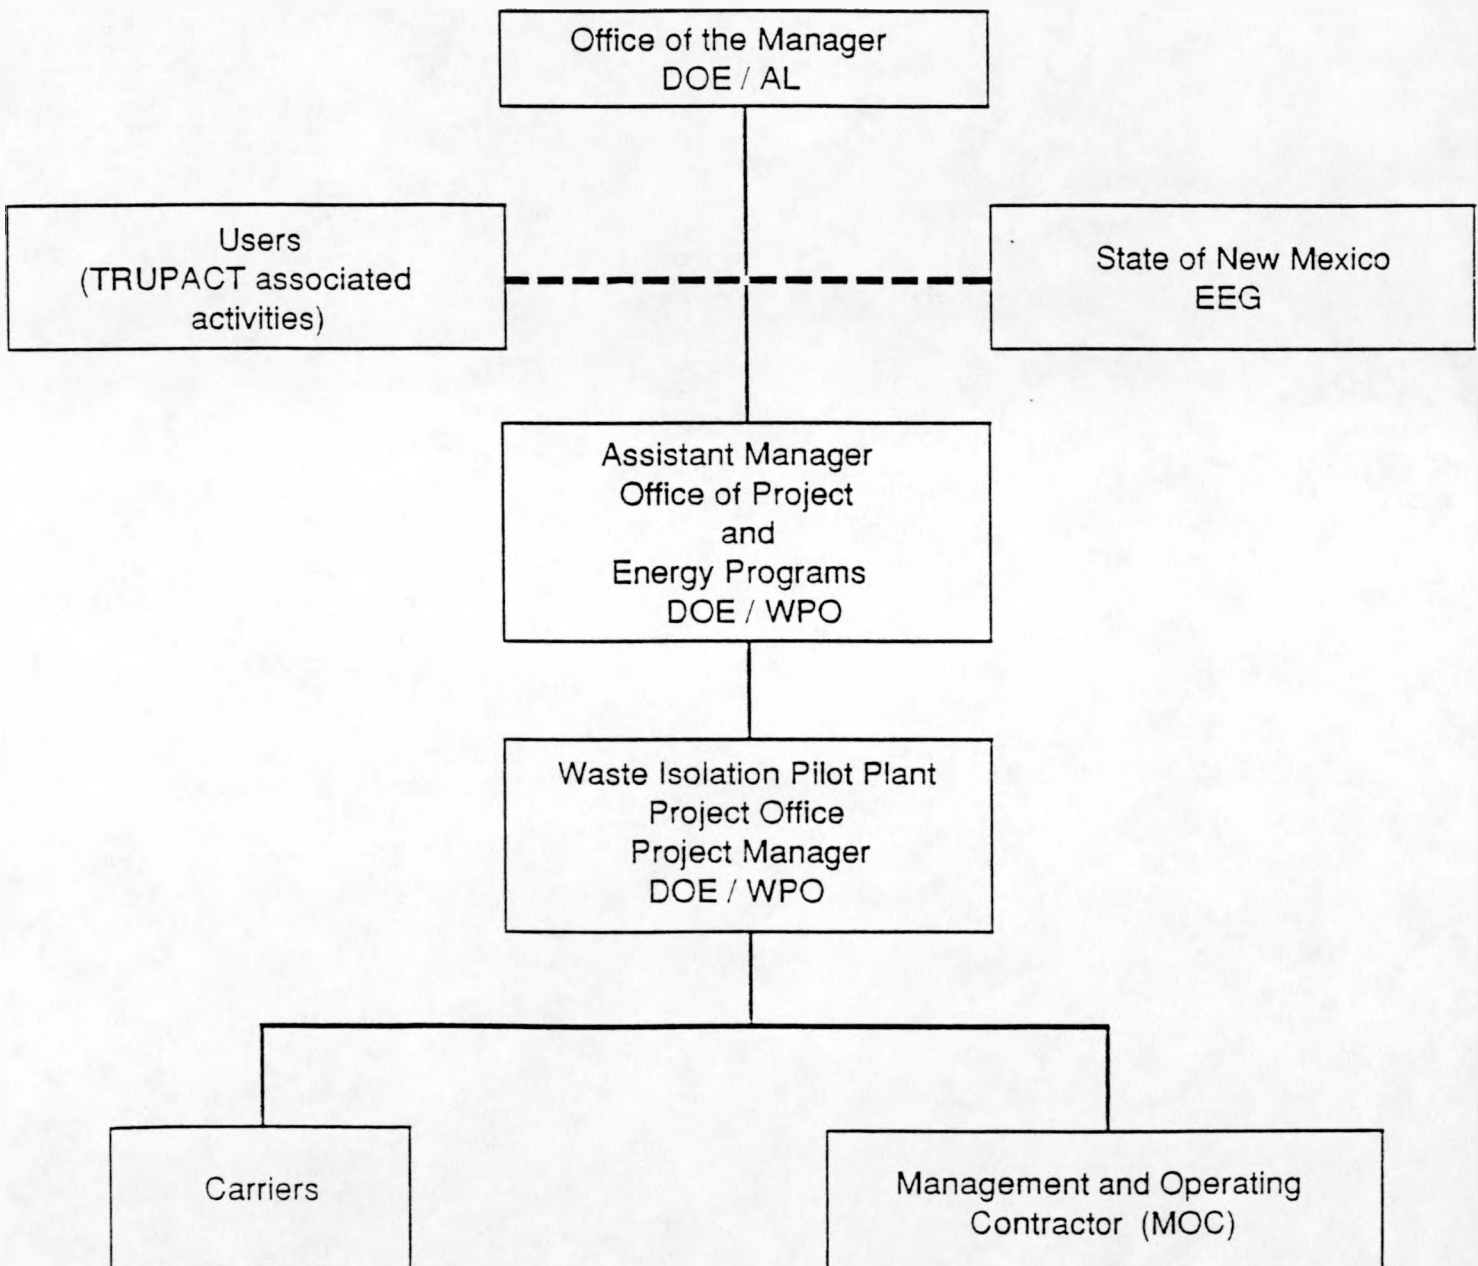 Office of the Manager
DOE / AL
Users
(TRUPACT associated
activities)
State of New Mexico
EEG
Assistant Manager
Office of Project
and
Energy Programs
DOE / WPO
Waste Isolation Pilot Plant
Project Office
Project Manager
DOE / WPO
Carriers
Management and Operating
Contractor (MOC)